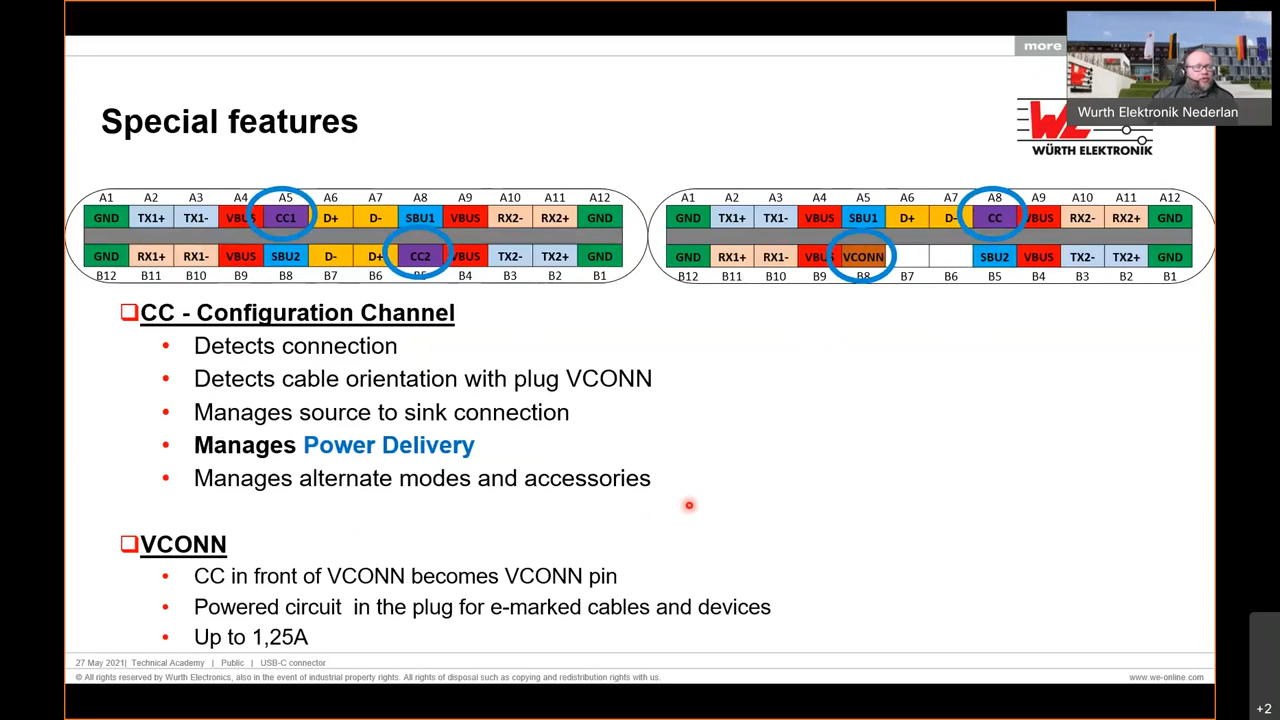 more
Wurth Elektronik Nederlan
Special features
WE
WÜRTH ELEKTRONIK
A1 A2 A3 A4 A5 A6 A7 A8 A9 A10 A11 A12
GND TX1+ TX1- VBUS CC1 D+ D- SBU1 VBUS RX2- RX2+ GND
GND RX1+ RX1- VBUS SBU2 D- D+ CC2 VBUS TX2- TX2+ GND
B12 B11 B10 B9 B8 B7 B6 B5 B4 B3 B2 B1
A1 A2 A3 A4 A5 A6 A7 A8 A9 A10 A11 A12
GND TX1+ TX1- VBUS SBU1 D+ D- CC VBUS RX2- RX2+ GND
GND RX1+ RX1- VBUS VCONN SBU2 VBUS TX2- TX2+ GND
B12 B11 B10 B9 B8 B7 B6 B5 B4 B3 B2 B1
CC - Configuration Channel
• Detects connection
• Detects cable orientation with plug VCONN
• Manages source to sink connection
• Manages Power Delivery
• Manages alternate modes and accessories
VCONN
• CC in front of VCONN becomes VCONN pin
• Powered circuit in the plug for e-marked cables and devices
• Up to 1,25A
27 May 2021| Technical Academy | Public | USB-C connector
© All rights reserved by Wurth Electronics, also in the event of industrial property rights. All rights of disposal such as copying and redistribution rights with us.
www.we-online.com
+2